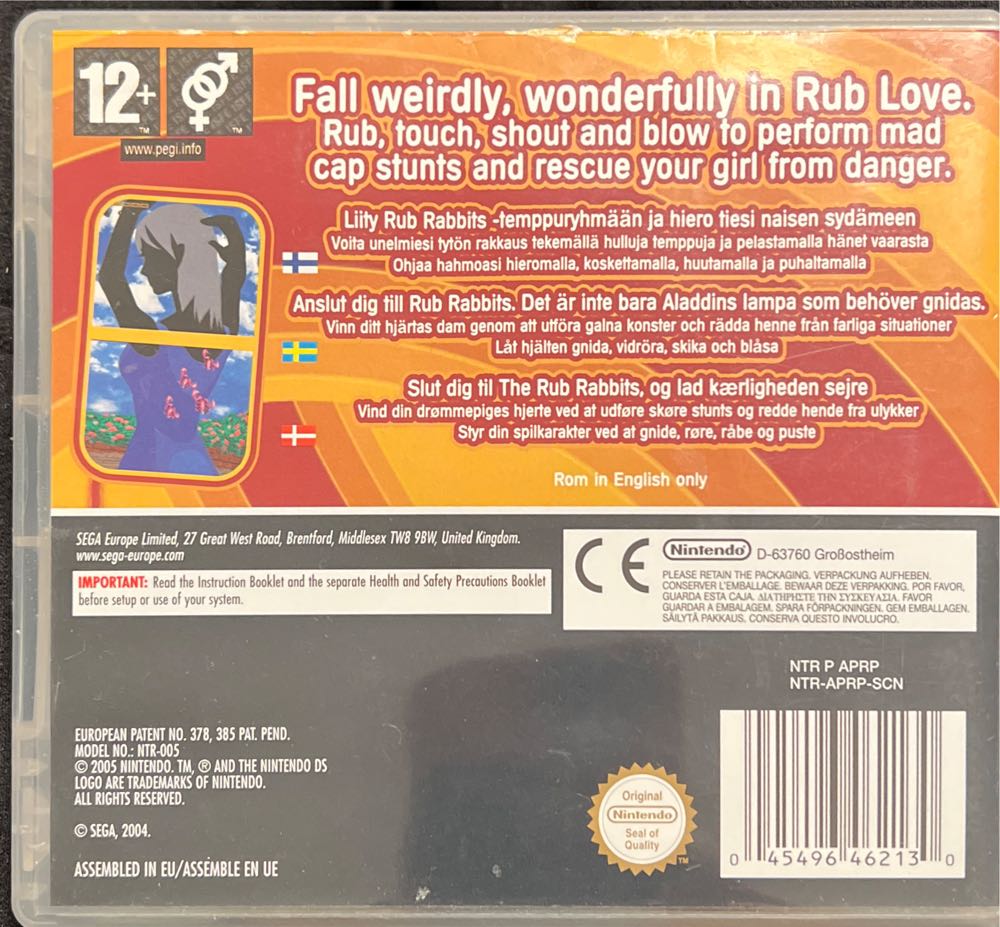 12+ TM
TM
www.pegi.info
Fall weirdly, wonderfully in Rub Love.
Rub, touch, shout and blow to perform mad
cap stunts and rescue your girl from danger.
Liity Rub Rabbits -temppuryhmään ja hiero tiesi naisen sydämeen
Voita unelmiesi tytön rakkaus tekemällä hulluja temppuja ja pelastamalla hänet vaarasta
Ohjaa hahmoasi hieromalla, koskettamalla, huutamalla ja puhaltamalla
Anslut dig till Rub Rabbits. Det är inte bara Aladdins lampa som behöver gnidas.
Vinn ditt hjärtas dam genom att utföra galna konster och rädda henne från farliga situationer
Låt hjälten gnida, vidröra, skika och blåsa
Slut dig til The Rub Rabbits, og lad kærligheden sejre
Vind din drømmepiges hjerte ved at udføre skøre stunts og redde hende fra ulykker
Styr din spilkarakter ved at gnide, røre, råbe og puste
Rom in English only
SEGA Europe Limited, 27 Great West Road, Brentford, Middlesex TW8 9BW, United Kingdom.
www.sega-europe.com
IMPORTANT: Read the Instruction Booklet and the separate Health and Safety Precautions Booklet
before setup or use of your system.
CE Nintendo® D-63760 Großostheim
PLEASE RETAIN THE PACKAGING. VERPACKUNG AUFHEBEN.
CONSERVER L'EMBALLAGE. BEWAAR DEZE VERPAKKING. POR FAVOR,
GUARDA ESTA CAJA. ΔΙΑΤΗΡΗΣΤΕ ΤΗΝ ΣΥΣΚΕΥΑΣΙΑ. FAVOR
GUARDAR A EMBALAGEM. SPARA FÖRPACKNINGEN. GEM EMBALLAGEN.
SÄILYTÄ PAKKAUS. CONSERVA QUESTO INVOLUCRO.
NTR P APRP
NTR-APRP-SCN
EUROPEAN PATENT NO. 378, 385 PAT. PEND.
MODEL NO.: NTR-005
© 2005 NINTENDO. TM, ® AND THE NINTENDO DS
LOGO ARE TRADEMARKS OF NINTENDO.
ALL RIGHTS RESERVED.
© SEGA, 2004.
ASSEMBLED IN EU/ASSEMBLÉ EN UE
Original
Nintendo
Seal of
Quality
TM
0 45496 46213 0